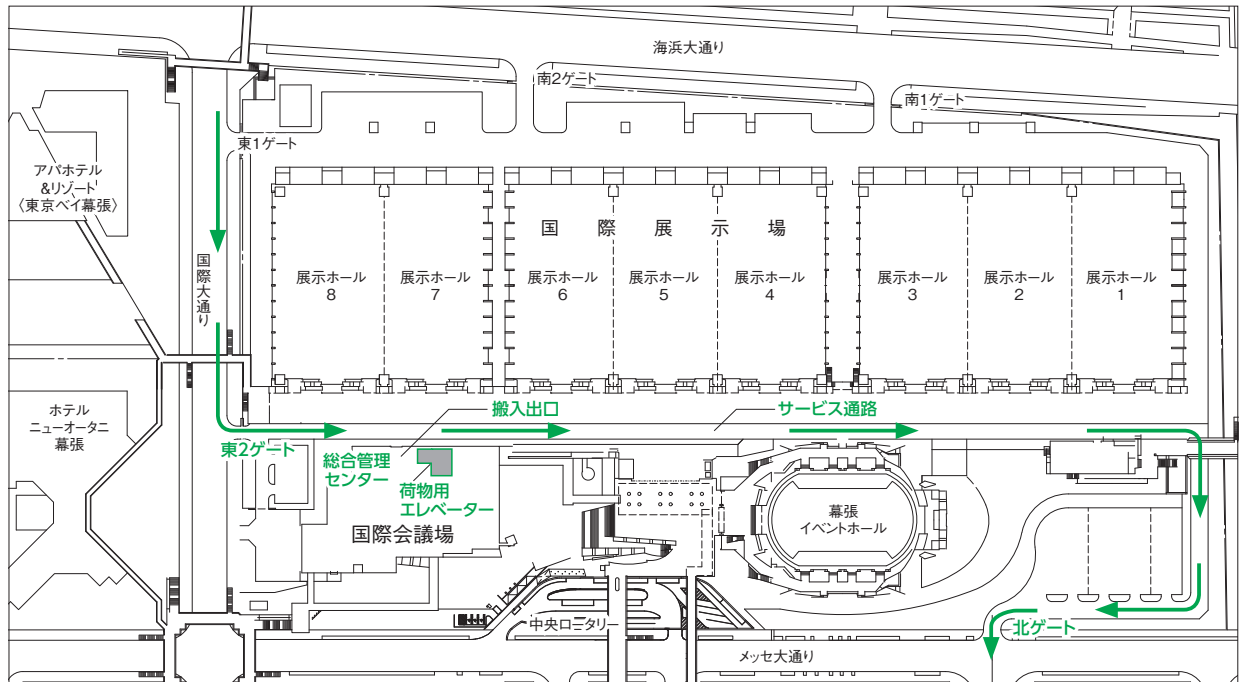 海浜大通り
南2ゲート
南1ゲート
東1ゲート
アパホテル
&リゾート
〈東京ベイ幕張〉
国際展示場
国際大通り
展示ホール
8
展示ホール
7
展示ホール
6
展示ホール
5
展示ホール
4
展示ホール
3
展示ホール
2
展示ホール
1
ホテル
ニューオータニ
幕張
搬入出口
サービス通路
東2ゲート
総合管理
センター
荷物用
エレベーター
国際会議場
幕張
イベントホール
中央ロータリー
北ゲート
メッセ大通り